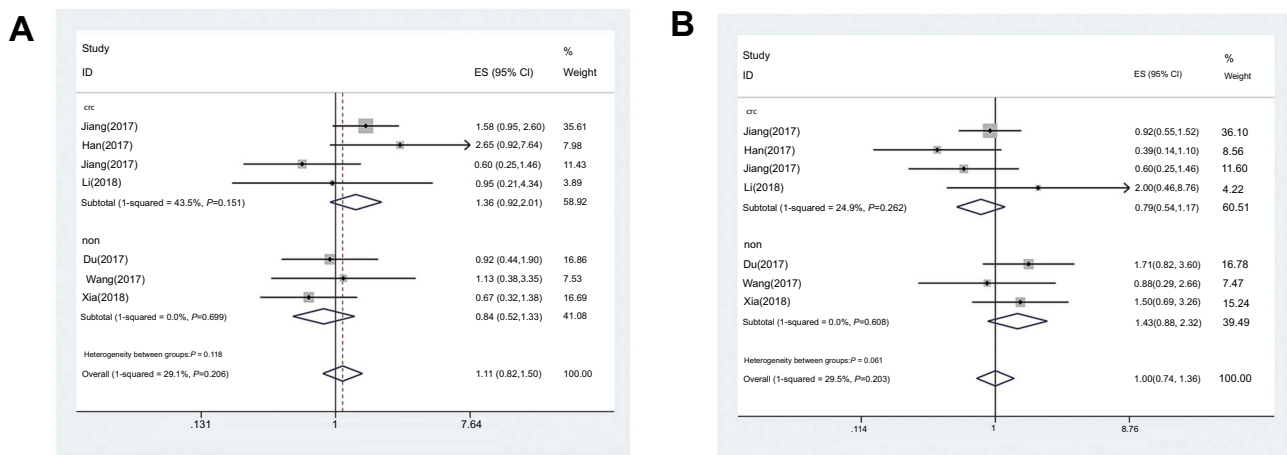 A
Study
%
ID ES (95% CI) Weight
crc
Jiang(2017) 1.58 (0.95, 2.60) 35.61
Han(2017) 2.65 (0.92,7.64) 7.98
Jiang(2017) 0.60 (0.25,1.46) 11.43
Li(2018) 0.95 (0.21,4.34) 3.89
Subtotal (1-squared = 43.5%, P=0.151) 1.36 (0.92,2.01) 58.92
non
Du(2017) 0.92 (0.44,1.90) 16.86
Wang(2017) 1.13 (0.38,3.35) 7.53
Xia(2018) 0.67 (0.32,1.38) 16.69
Subtotal (1-squared = 0.0%, P=0.699) 0.84 (0.52,1.33) 41.08
Heterogeneity between groups:P = 0.118
Overall (1-squared = 29.1%, P=0.206) 1.11 (0.82,1.50) 100.00
.131 1 7.64
B
Study
%
ID ES (95% CI) Weight
crc
Jiang(2017) 0.92(0.55,1.52) 36.10
Han(2017) 0.39(0.14,1.10) 8.56
Jiang(2017) 0.60(0.25,1.46) 11.60
Li(2018) 2.00(0.46,8.76) 4.22
Subtotal (1-squared = 24.9%, P=0.262) 0.79(0.54,1.17) 60.51
non
Du(2017) 1.71(0.82, 3.60) 16.78
Wang(2017) 0.88(0.29, 2.66) 7.47
Xia(2018) 1.50(0.69, 3.26) 15.24
Subtotal (1-squared = 0.0%, P=0.608) 1.43(0.88, 2.32) 39.49
Heterogeneity between groups:P = 0.061
Overall (1-squared = 29.5%, P=0.203) 1.00(0.74, 1.36) 100.00
.114 1 8.76